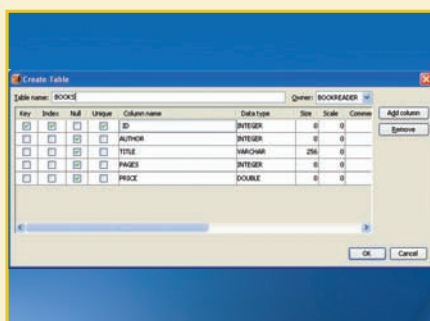 Create Table
Table name: BOOKS Owner: BOOKREADER
Key Index Null Unique Column name Data type Size Scale Comme Add column
ID INTEGER 0 0 Remove
AUTHOR INTEGER 0 0
TITLE VARCHAR 256 0
PAGES INTEGER 0 0
PRICE DOUBLE 0 0
OK Cancel